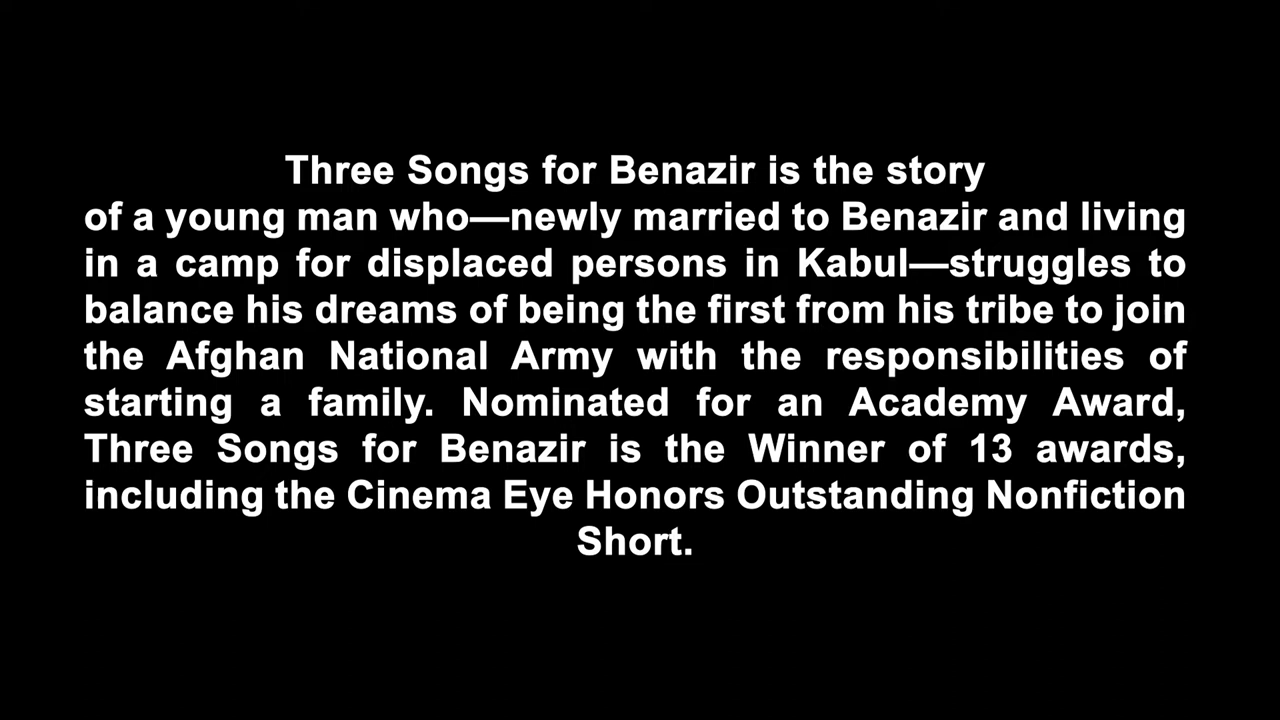 Three Songs for Benazir is the story
of a young man who—newly married to Benazir and living
in a camp for displaced persons in Kabul—struggles to
balance his dreams of being the first from his tribe to join
the Afghan National Army with the responsibilities of
starting a family. Nominated for an Academy Award,
Three Songs for Benazir is the Winner of 13 awards,
including the Cinema Eye Honors Outstanding Nonfiction
Short.